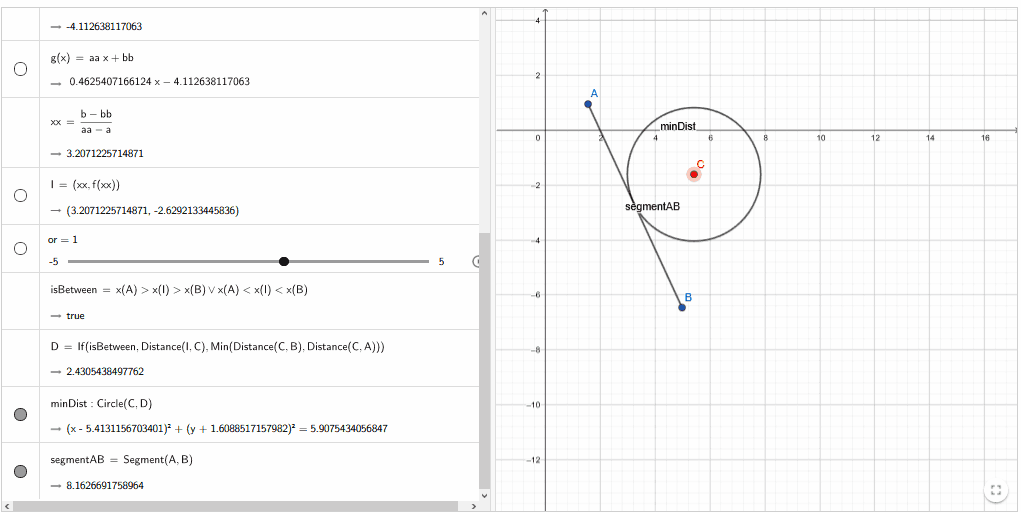 → -4.112638117063
g(x) = aa x + bb
→ 0.4625407166124 x − 4.112638117063
xx = b − bb / aa − a
→ 3.2071225714871
I = (xx, f(xx))
→ (3.2071225714871, -2.6292133445836)
or = 1
-5 5
isBetween = x(A) > x(I) > x(B) ∨ x(A) < x(I) < x(B)
→ true
D = If(isBetween, Distance(I, C), Min(Distance(C, B), Distance(C, A)))
→ 2.4305438497762
minDist : Circle(C, D)
→ (x - 5.4131156703401)² + (y + 1.6088517157982)² = 5.9075434056847
segmentAB = Segment(A, B)
→ 8.1626691758964
4
2
A
minDist
0 2 4 6 8 10 12 14 16
C
−2
segmentAB
−4
−6
B
−8
−10
−12